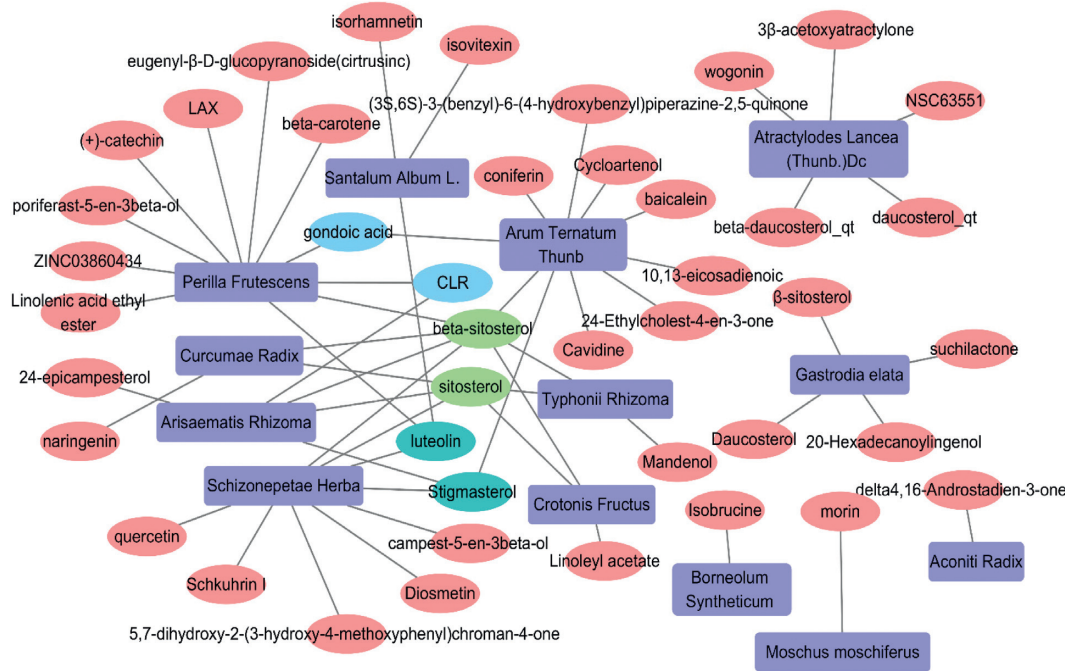 isorhamnetin
isovitexin
3β-acetoxyatractylone
eugenyl-β-D-glucopyranoside(cirtrusinc)
wogonin
LAX
(3S,6S)-3-(benzyl)-6-(4-hydroxybenzyl)piperazine-2,5-quinone
NSC63551
beta-carotene
(+)-catechin
Atractylodes Lancea
(Thunb.)Dc
Santalum Album L.
coniferin
Cycloartenol
baicalein
poriferast-5-en-3beta-ol
gondoic acid
Arum Ternatum
Thunb
beta-daucosterol_qt
daucosterol_qt
ZINC03860434
Perilla Frutescens
CLR
10,13-eicosadienoic
Linolenic acid ethyl
ester
beta-sitosterol
24-Ethylcholest-4-en-3-one
β-sitosterol
Curcumae Radix
Cavidine
suchilactone
24-epicampesterol
sitosterol
Gastrodia elata
Arisaematis Rhizoma
Typhonii Rhizoma
naringenin
luteolin
Daucosterol
20-Hexadecanoylingenol
Mandenol
Schizonepetae Herba
Stigmasterol
delta4,16-Androstadien-3-one
Crotonis Fructus
Isobrucine
morin
quercetin
campest-5-en-3beta-ol
Linoleyl acetate
Aconiti Radix
Schkuhrin I
Diosmetin
Borneolum
Syntheticum
5,7-dihydroxy-2-(3-hydroxy-4-methoxyphenyl)chroman-4-one
Moschus moschiferus